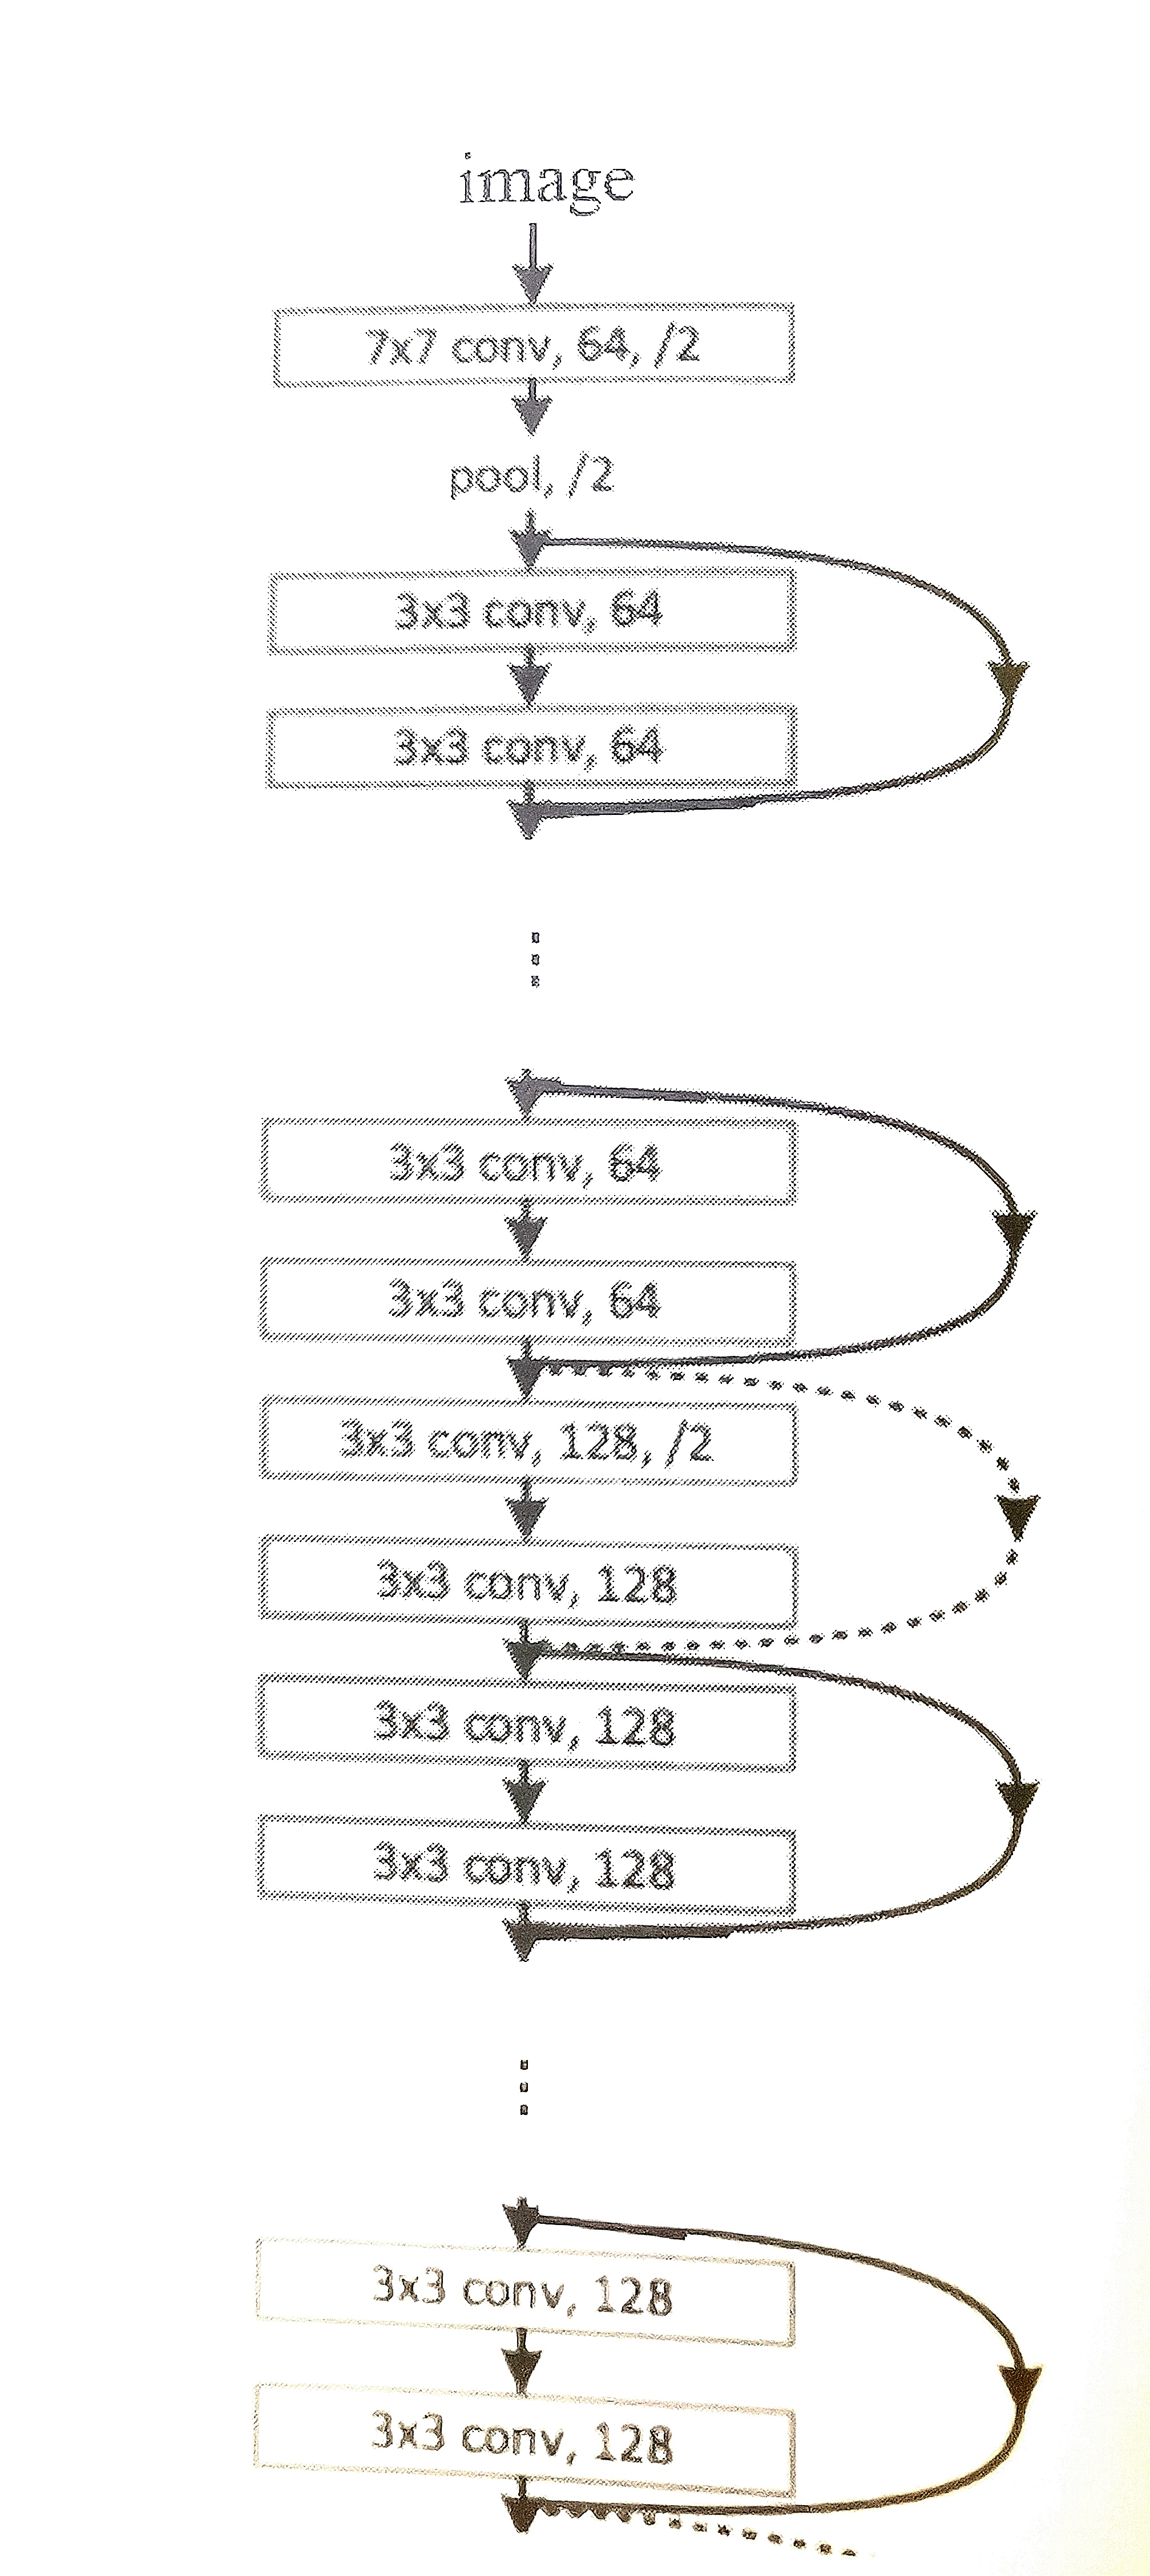 image
7x7 conv, 64, /2
pool, /2
3x3 conv, 64
3x3 conv, 64
3x3 conv, 64
3x3 conv, 64
3x3 conv, 128, /2
3x3 conv, 128
3x3 conv, 128
3x3 conv, 128
3x3 conv, 128
3x3 conv, 128